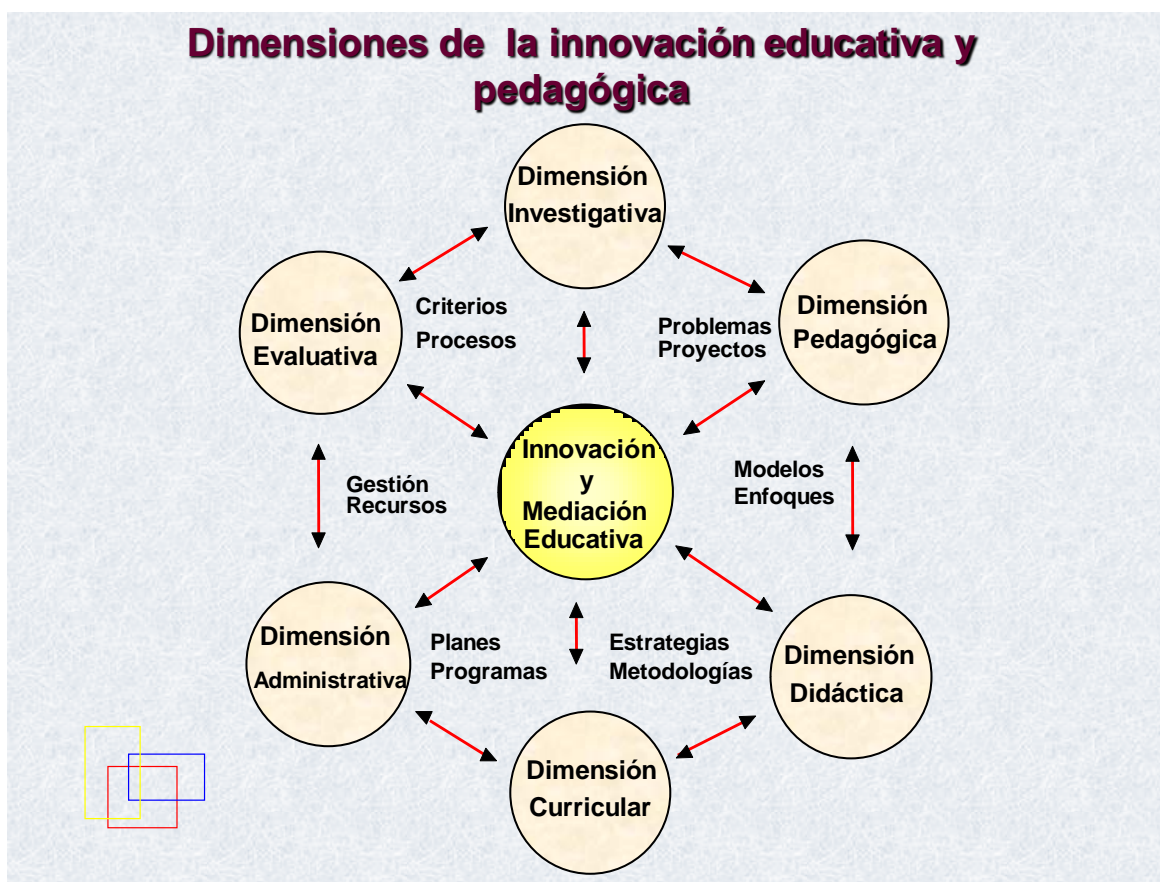 Dimensiones de la innovación educativa y
pedagógica
Dimensión
Investigativa
Dimensión
Evaluativa
Criterios
Procesos
Problemas
Proyectos
Dimensión
Pedagógica
Innovación
y
Mediación
Educativa
Gestión
Recursos
Modelos
Enfoques
Dimensión
Administrativa
Planes
Programas
Estrategias
Metodologías
Dimensión
Didáctica
Dimensión
Curricular